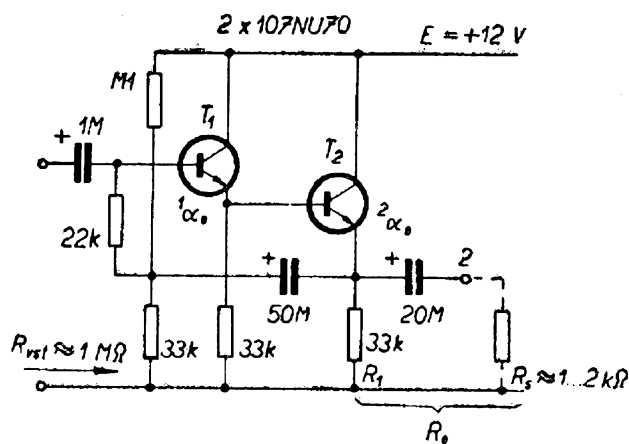 2 x 107NU70
E = +12 V
M1
+ 1M
T₁
T₂
¹α₀
²α₀
22k
+
50M
+
20M
2
33k
33k
33k
R₁
Rvst ≈ 1 MΩ
Rs ≈ 1...2 kΩ
R₀